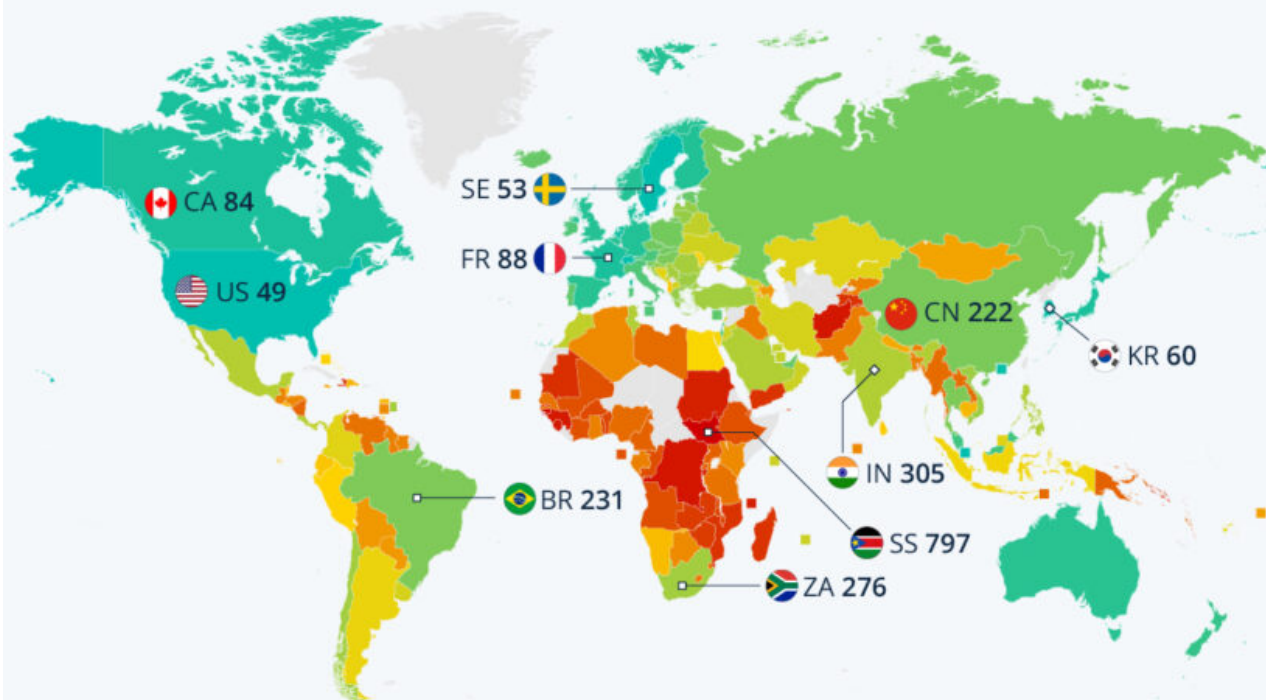 CA 84
US 49
SE 53
FR 88
CN 222
KR 60
IN 305
BR 231
SS 797
ZA 276